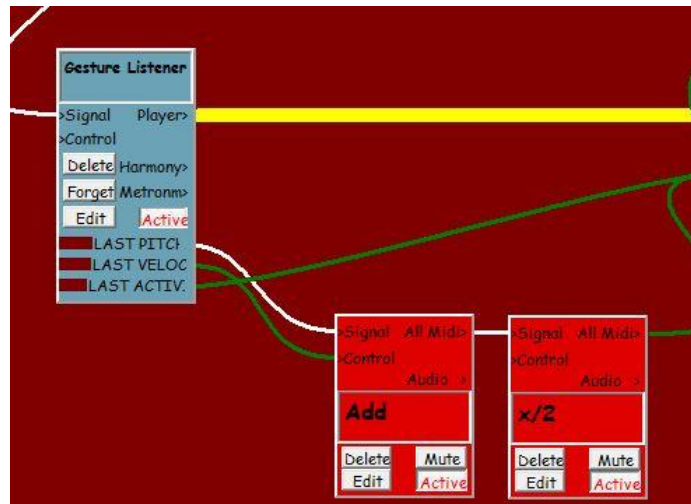 Gesture Listener
>Signal Player>
>Control
Delete Harmony>
Forget Metronm>
Edit Active
LAST PITCH
LAST VELOC
LAST ACTIV.
>Signal All Midi>
>Control
Audio >
Add
Delete Mute
Edit Active
>Signal All Midi>
>Control
Audio >
x/2
Delete Mute
Edit Active